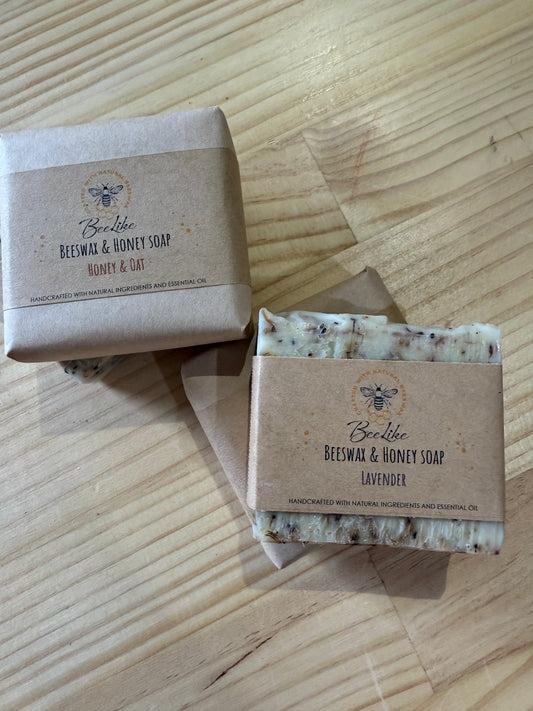 BeeLike
BEESWAX & HONEY SOAP
HONEY & OAT
HANDCRAFTED WITH NATURAL INGREDIENTS AND ESSENTIAL OIL
BeeLike
BEESWAX & HONEY SOAP
LAVENDER
HANDCRAFTED WITH NATURAL INGREDIENTS AND ESSENTIAL OIL